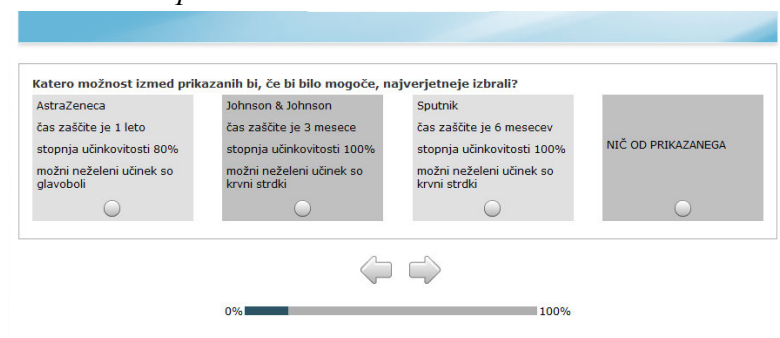 Katero možnost izmed prikazanih bi, če bi bilo mogoče, najverjetneje izbrali?
AstraZeneca
čas zaščite je 1 leto
stopnja učinkovitosti 80%
možni neželeni učinek so
glavoboli
Johnson & Johnson
čas zaščite je 3 mesece
stopnja učinkovitosti 100%
možni neželeni učinek so
krvni strdki
Sputnik
čas zaščite je 6 mesecev
stopnja učinkovitosti 100%
možni neželeni učinek so
krvni strdki
NIČ OD PRIKAZANEGA
0% 100%